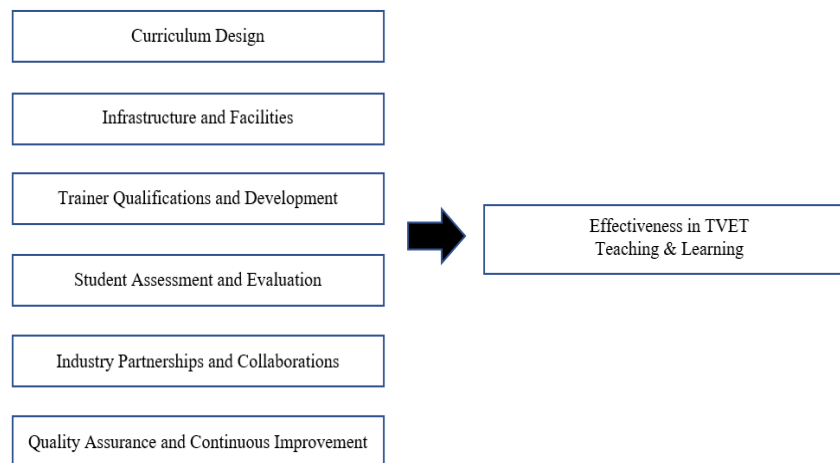 Curriculum Design
Infrastructure and Facilities
Trainer Qualifications and Development
Student Assessment and Evaluation
Industry Partnerships and Collaborations
Quality Assurance and Continuous Improvement
Effectiveness in TVET
Teaching & Learning